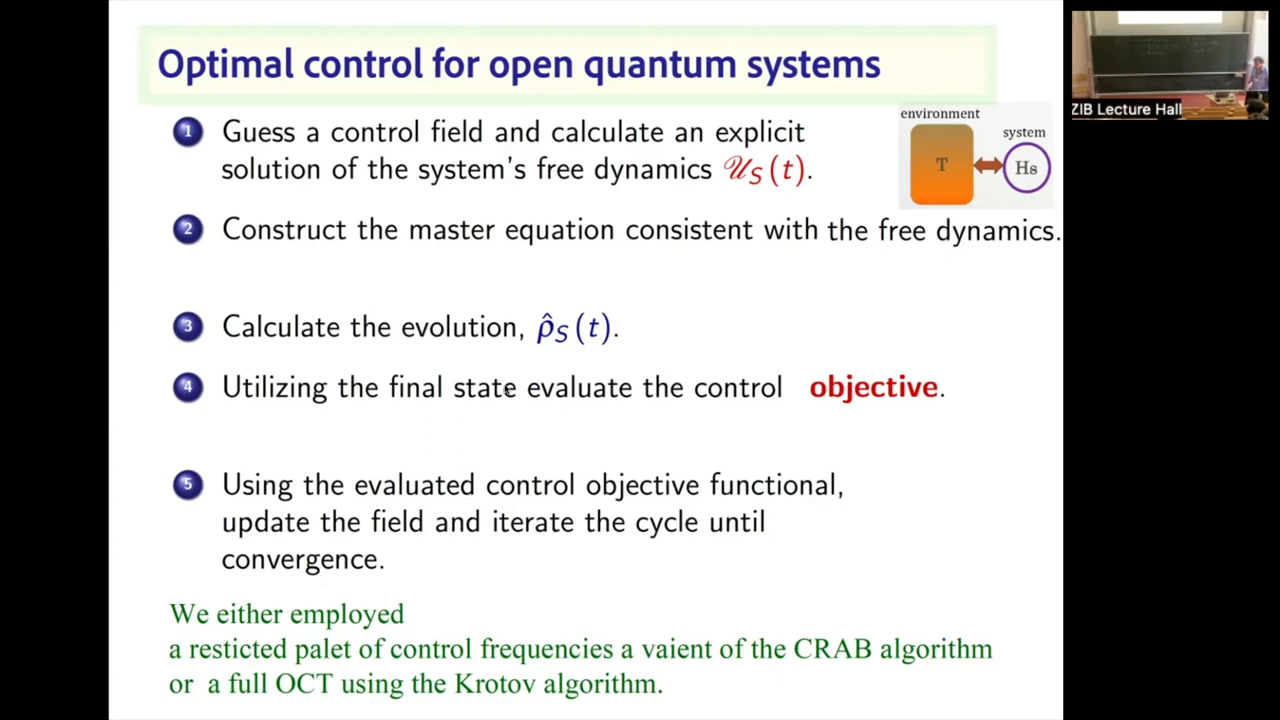 Optimal control for open quantum systems
1 Guess a control field and calculate an explicit
solution of the system's free dynamics 𝒰_S(t).
environment
system
T
Hs
2 Construct the master equation consistent with the free dynamics.
3 Calculate the evolution, ρ̂_S(t).
4 Utilizing the final state evaluate the control objective.
5 Using the evaluated control objective functional,
update the field and iterate the cycle until
convergence.
We either employed
a resticted palet of control frequencies a vaient of the CRAB algorithm
or a full OCT using the Krotov algorithm.
ZIB Lecture Hall